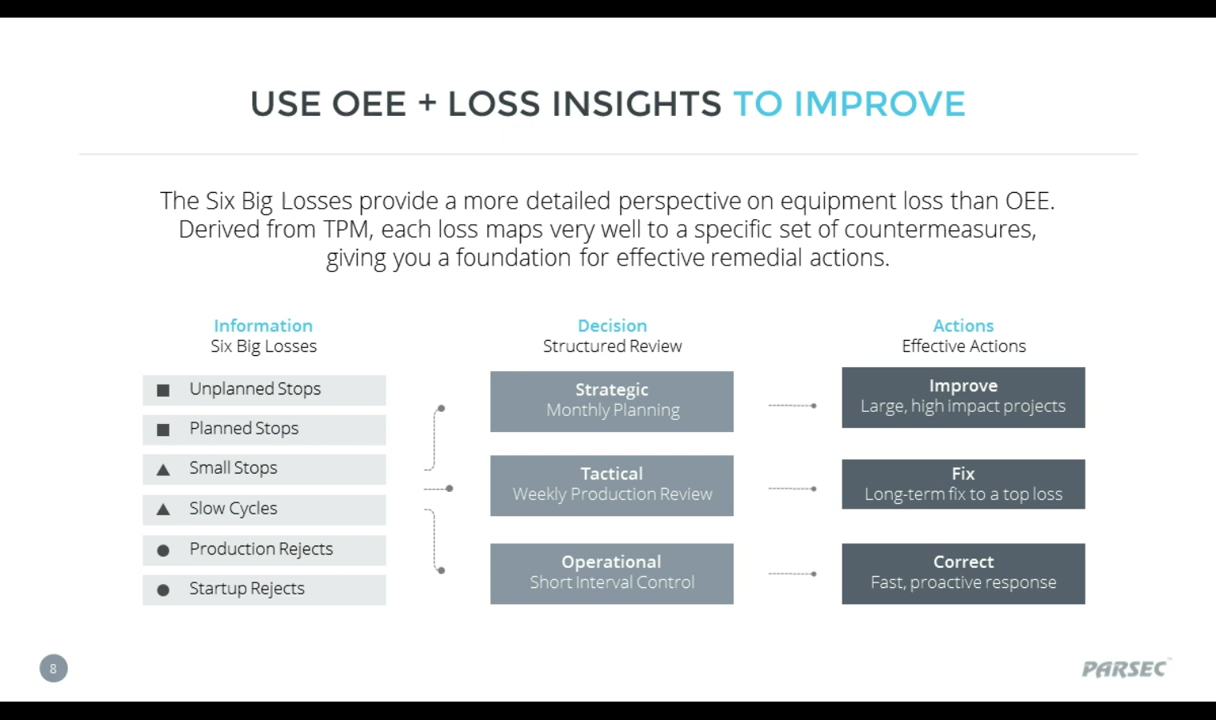 USE OEE + LOSS INSIGHTS TO IMPROVE
The Six Big Losses provide a more detailed perspective on equipment loss than OEE.
Derived from TPM, each loss maps very well to a specific set of countermeasures,
giving you a foundation for effective remedial actions.
Information
Six Big Losses
Unplanned Stops
Planned Stops
Small Stops
Slow Cycles
Production Rejects
Startup Rejects
Decision
Structured Review
Strategic
Monthly Planning
Tactical
Weekly Production Review
Operational
Short Interval Control
Actions
Effective Actions
Improve
Large, high impact projects
Fix
Long-term fix to a top loss
Correct
Fast, proactive response
8
PARSEC™